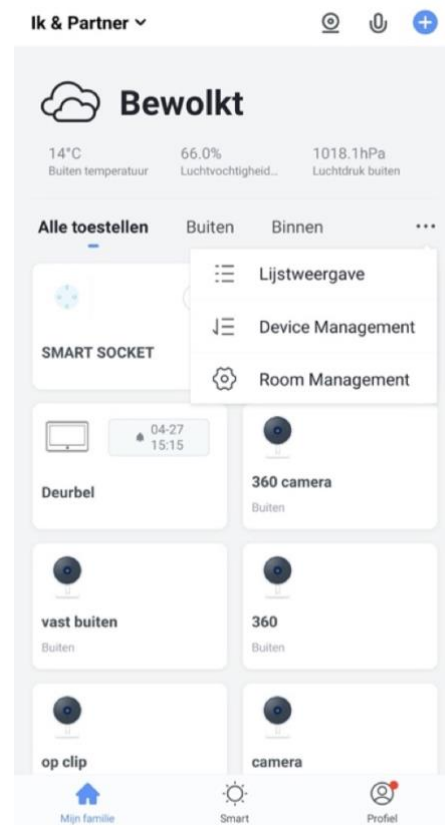 Ik & Partner
Bewolkt
14°C 66.0% 1018.1hPa
Buiten temperatuur Luchtvochtigheid... Luchtdruk buiten
Alle toestellen Buiten Binnen
Lijstweergave
Device Management
Room Management
SMART SOCKET
04-27
15:15
Deurbel
360 camera
Buiten
vast buiten 360
Buiten Buiten
op clip camera
Mijn familie Smart Profiel